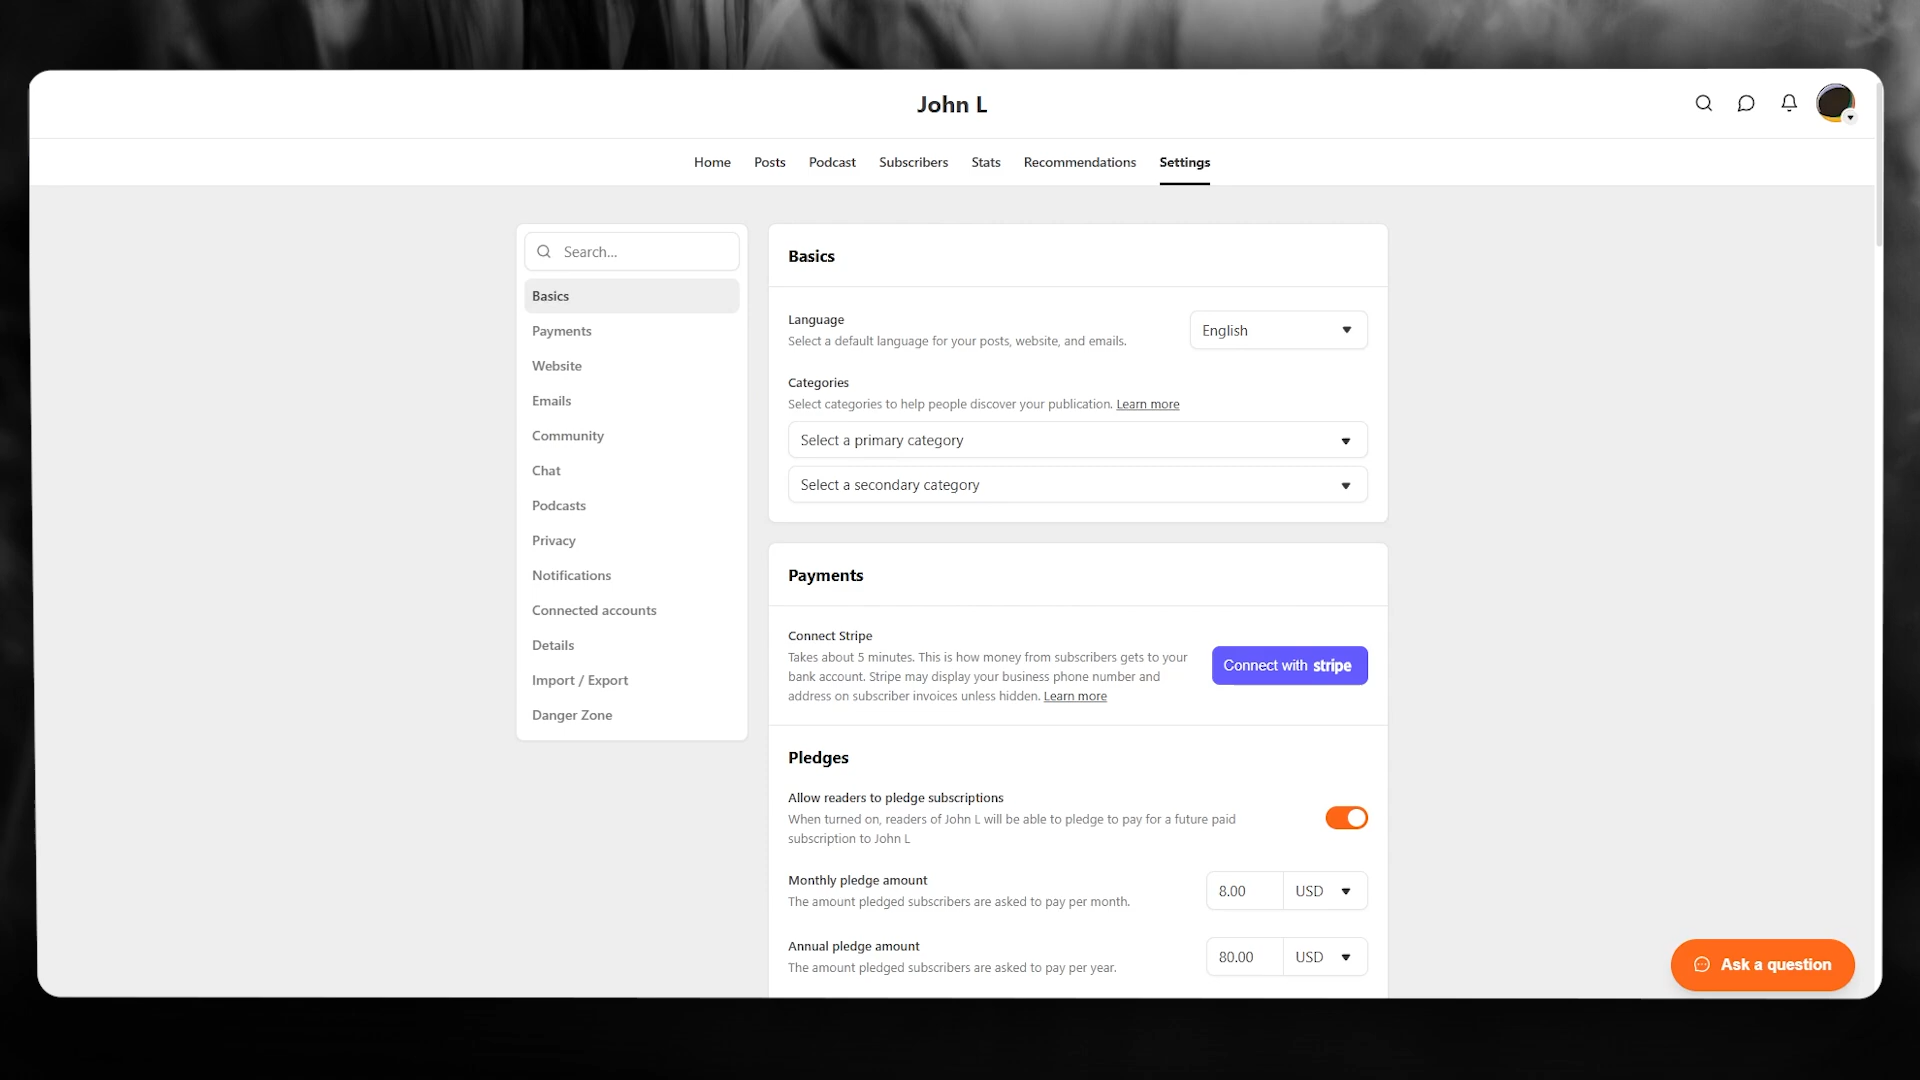 John L
Home Posts Podcast Subscribers Stats Recommendations Settings
Search...
Basics
Payments
Website
Emails
Community
Chat
Podcasts
Privacy
Notifications
Connected accounts
Details
Import / Export
Danger Zone
Basics
Language
Select a default language for your posts, website, and emails.
English
Categories
Select categories to help people discover your publication. Learn more
Select a primary category
Select a secondary category
Payments
Connect Stripe
Takes about 5 minutes. This is how money from subscribers gets to your
bank account. Stripe may display your business phone number and
address on subscriber invoices unless hidden. Learn more
Connect with stripe
Pledges
Allow readers to pledge subscriptions
When turned on, readers of John L will be able to pledge to pay for a future paid
subscription to John L
Monthly pledge amount
The amount pledged subscribers are asked to pay per month.
8.00 USD
Annual pledge amount
The amount pledged subscribers are asked to pay per year.
80.00 USD
Ask a question